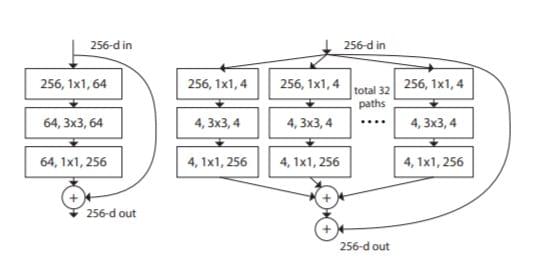 256-d in
256, 1x1, 64
64, 3x3, 64
64, 1x1, 256
+
256-d out
256-d in
256, 1x1, 4
4, 3x3, 4
4, 1x1, 256
256, 1x1, 4
4, 3x3, 4
4, 1x1, 256
total 32
paths
....
256, 1x1, 4
4, 3x3, 4
4, 1x1, 256
+
+
256-d out